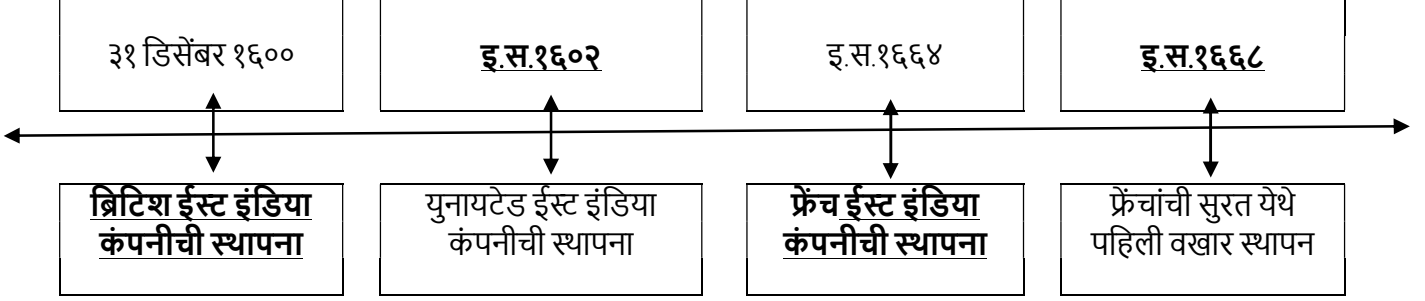 ३१ डिसेंबर १६००
इ.स.१६०२
इ.स.१६६४
इ.स.१६६८
ब्रिटिश ईस्ट इंडिया
कंपनीची स्थापना
युनायटेड ईस्ट इंडिया
कंपनीची स्थापना
फ्रेंच ईस्ट इंडिया
कंपनीची स्थापना
फ्रेंचांची सुरत येथे
पहिली वखार स्थापन